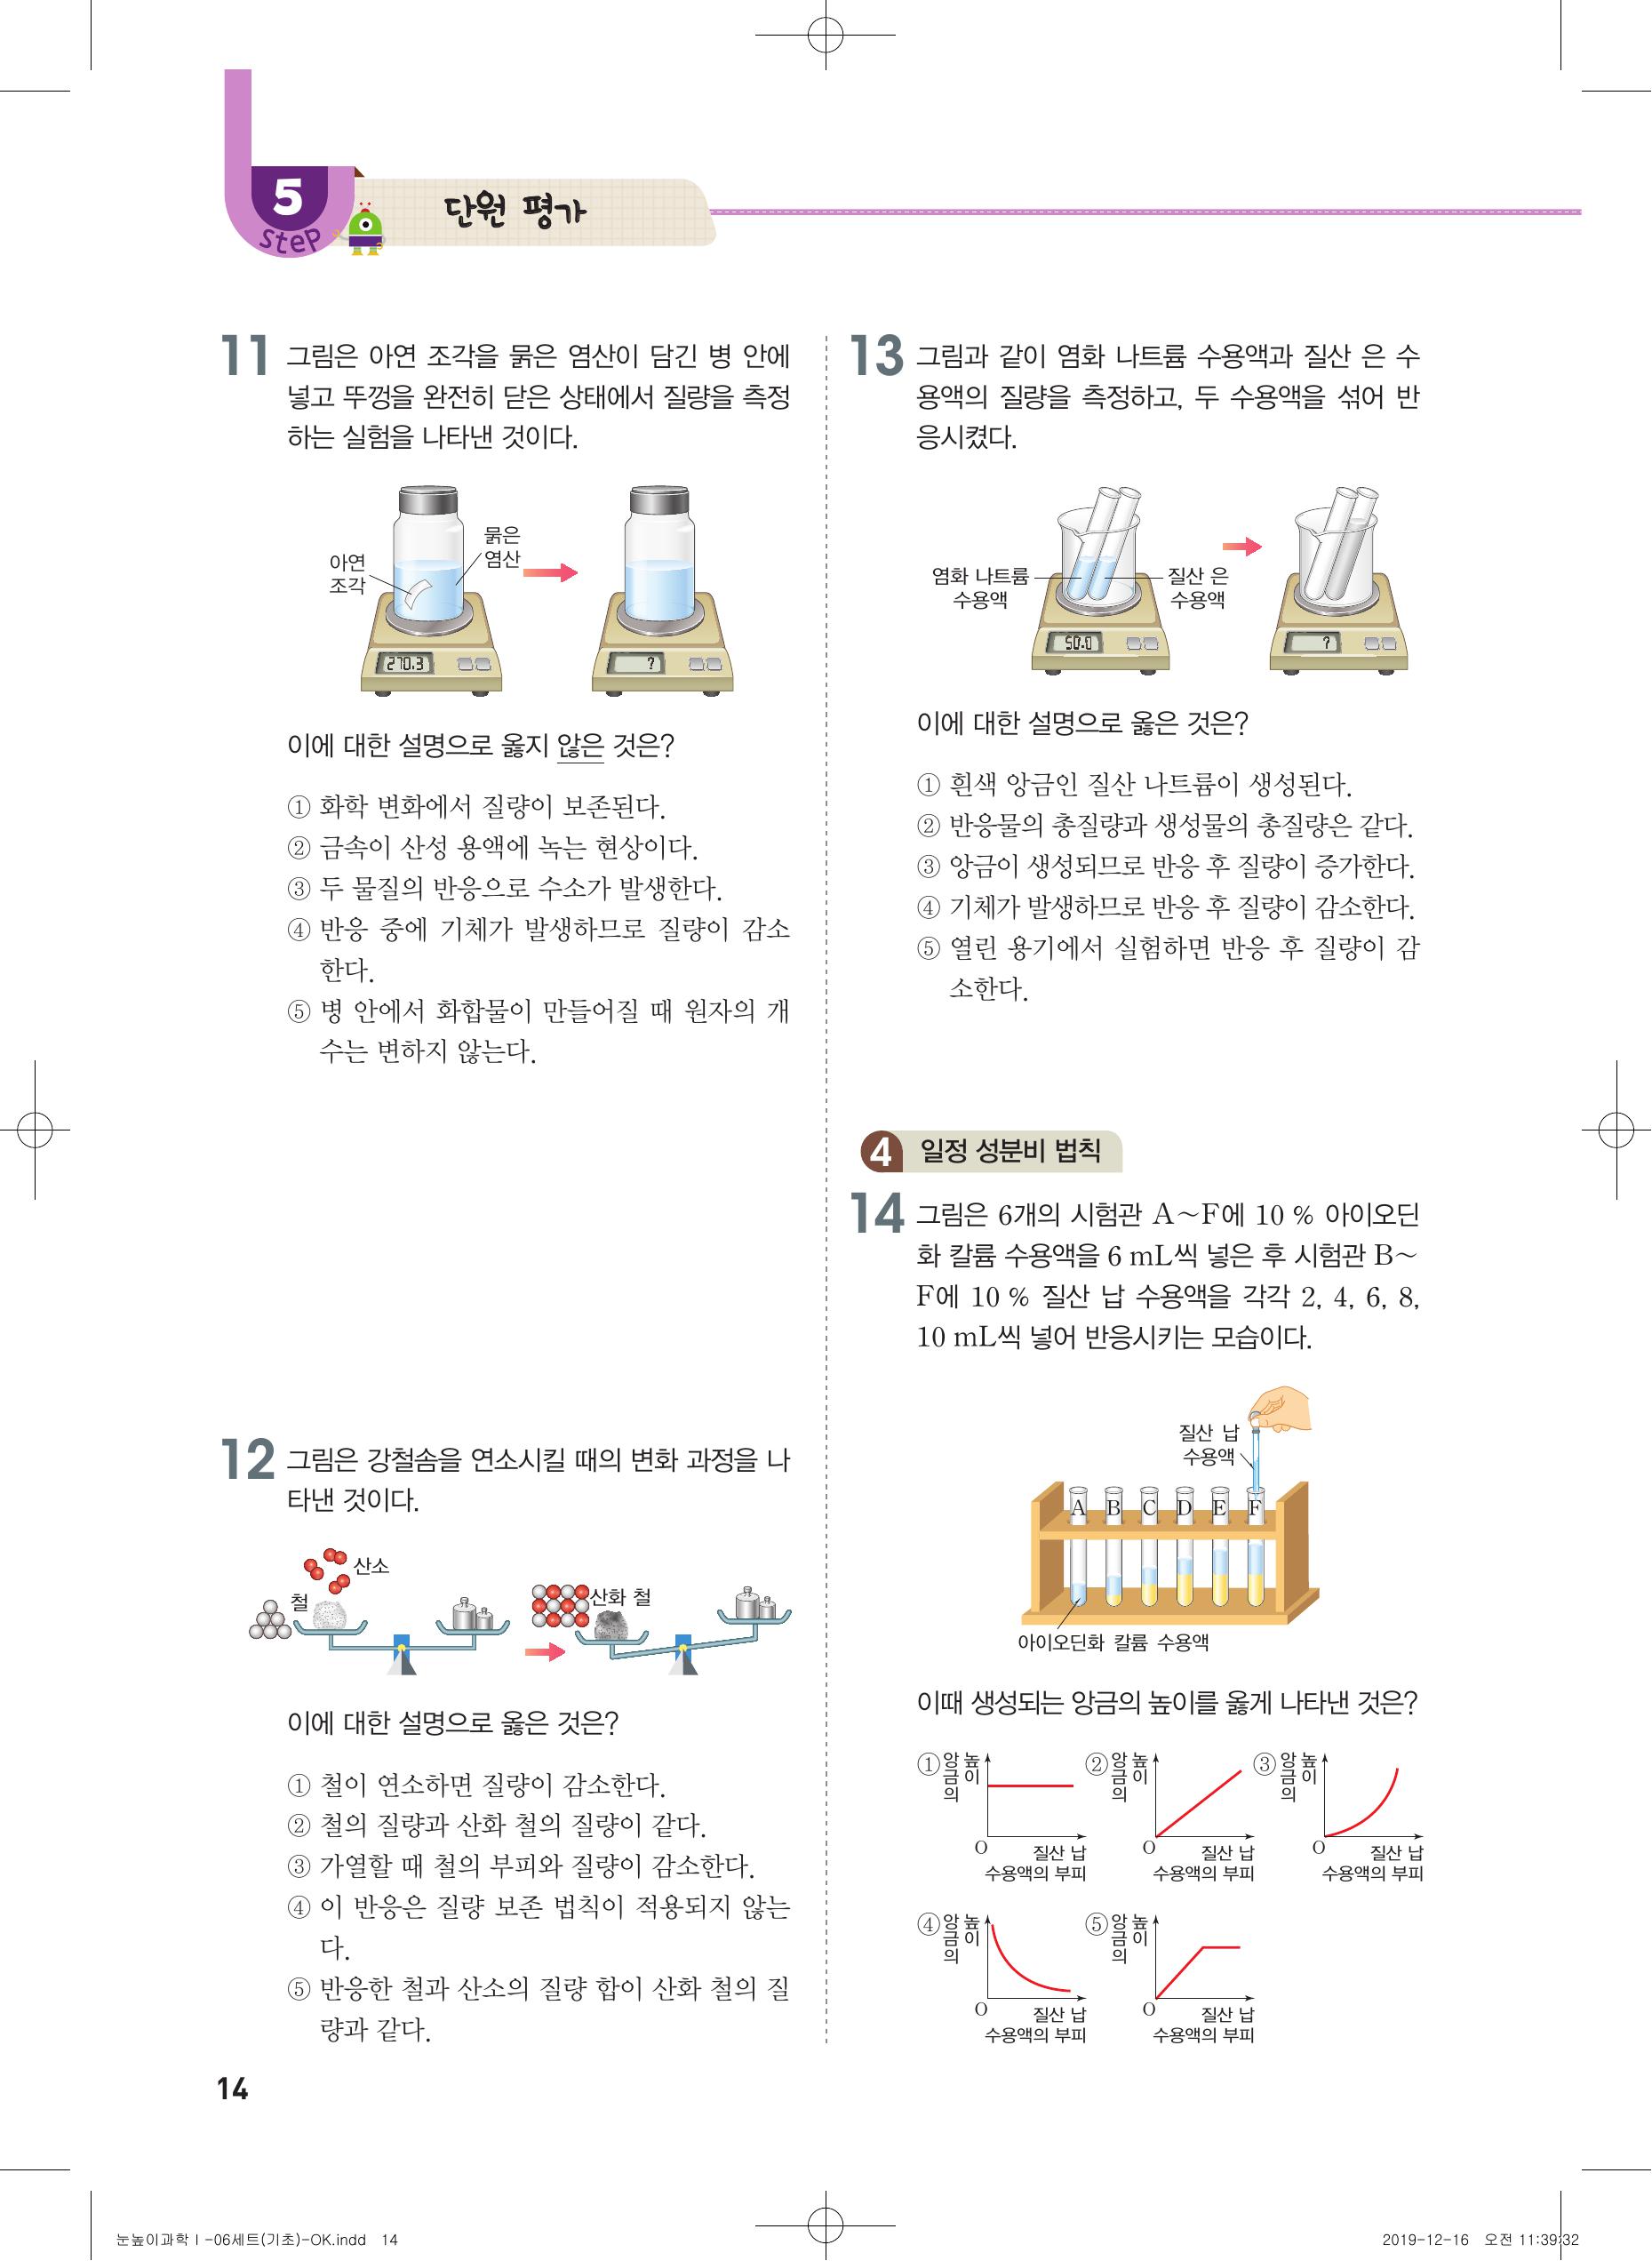 5
step
단원 평가
11 그림은 아연 조각을 묽은 염산이 담긴 병 안에
넣고 뚜껑을 완전히 닫은 상태에서 질량을 측정
하는 실험을 나타낸 것이다.
아연
조각
묽은
염산
270.3
?
이에 대한 설명으로 옳지 않은 것은?
① 화학 변화에서 질량이 보존된다.
② 금속이 산성 용액에 녹는 현상이다.
③ 두 물질의 반응으로 수소가 발생한다.
④ 반응 중에 기체가 발생하므로 질량이 감소
한다.
⑤ 병 안에서 화합물이 만들어질 때 원자의 개
수는 변하지 않는다.
12 그림은 강철솜을 연소시킬 때의 변화 과정을 나
타낸 것이다.
산소
철
산화 철
이에 대한 설명으로 옳은 것은?
① 철이 연소하면 질량이 감소한다.
② 철의 질량과 산화 철의 질량이 같다.
③ 가열할 때 철의 부피와 질량이 감소한다.
④ 이 반응은 질량 보존 법칙이 적용되지 않는
다.
⑤ 반응한 철과 산소의 질량 합이 산화 철의 질
량과 같다.
13 그림과 같이 염화 나트륨 수용액과 질산 은 수
용액의 질량을 측정하고, 두 수용액을 섞어 반
응시켰다.
염화 나트륨
수용액
질산 은
수용액
50.0
?
이에 대한 설명으로 옳은 것은?
① 흰색 앙금인 질산 나트륨이 생성된다.
② 반응물의 총질량과 생성물의 총질량은 같다.
③ 앙금이 생성되므로 반응 후 질량이 증가한다.
④ 기체가 발생하므로 반응 후 질량이 감소한다.
⑤ 열린 용기에서 실험하면 반응 후 질량이 감
소한다.
4 일정 성분비 법칙
14 그림은 6개의 시험관 A～F에 10 % 아이오딘
화 칼륨 수용액을 6 mL씩 넣은 후 시험관 B～
F에 10 % 질산 납 수용액을 각각 2, 4, 6, 8,
10 mL씩 넣어 반응시키는 모습이다.
질산 납
수용액
A B C D E F
아이오딘화 칼륨 수용액
이때 생성되는 앙금의 높이를 옳게 나타낸 것은?
① 앙금의 높이
O 질산 납
수용액의 부피
② 앙금의 높이
O 질산 납
수용액의 부피
③ 앙금의 높이
O 질산 납
수용액의 부피
④ 앙금의 높이
O 질산 납
수용액의 부피
⑤ 앙금의 높이
O 질산 납
수용액의 부피
14
눈높이과학Ⅰ-06세트(기초)-OK.indd 14
2019-12-16 오전 11:39:32